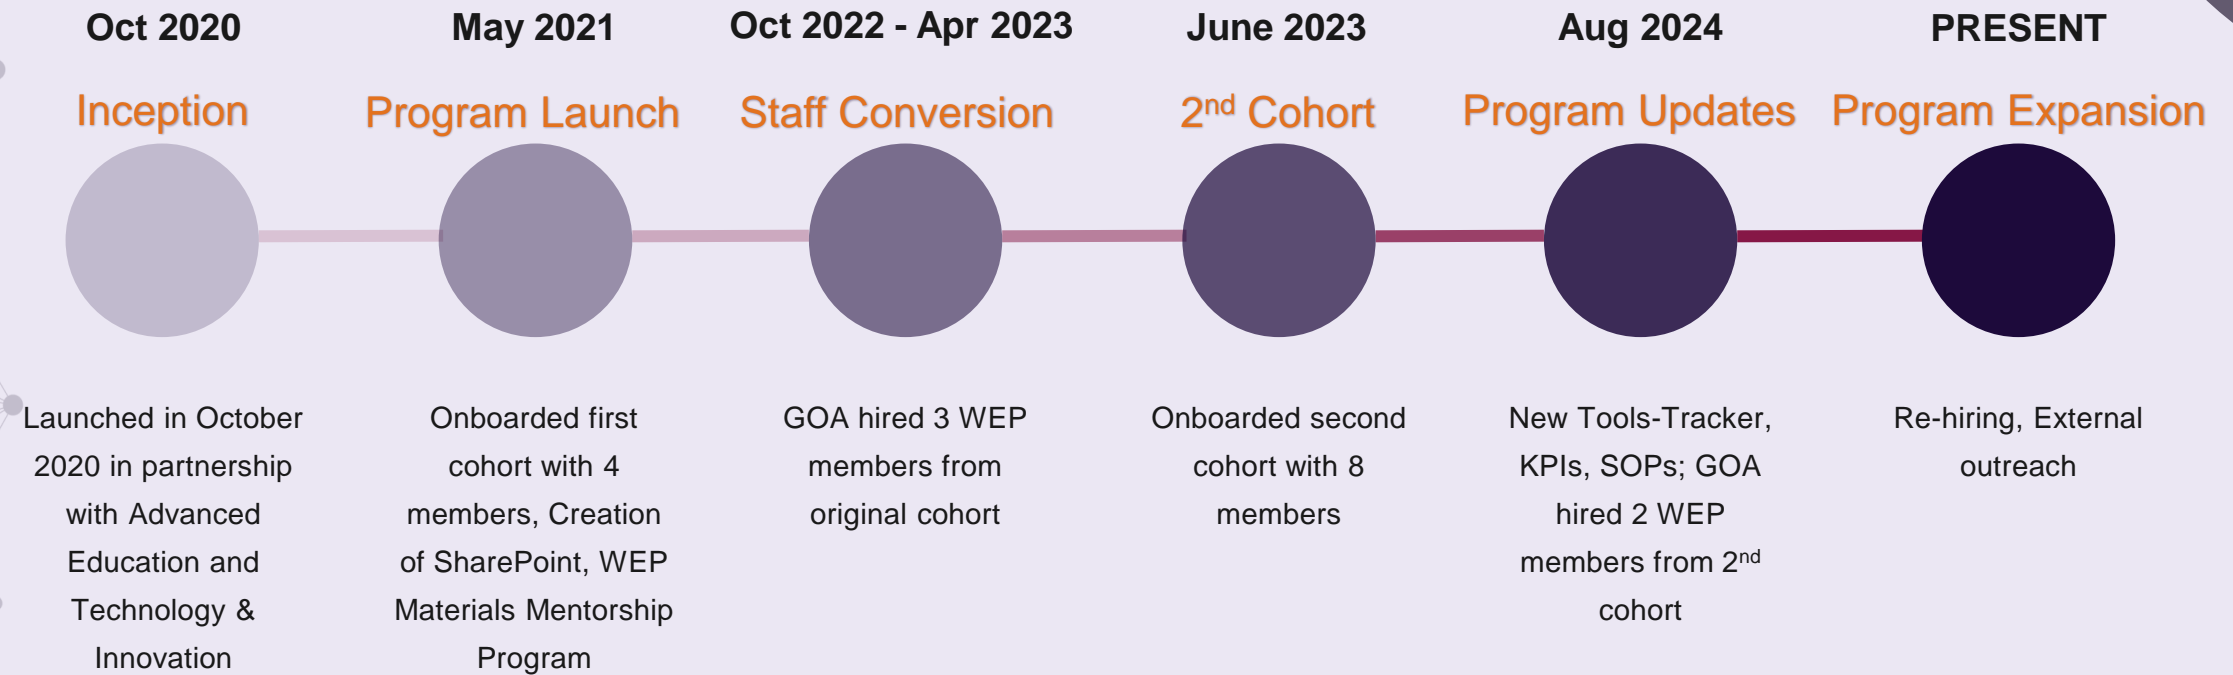 Oct 2020
Inception
Launched in October
2020 in partnership
with Advanced
Education and
Technology &
Innovation
May 2021
Program Launch
Onboarded first
cohort with 4
members, Creation
of SharePoint, WEP
Materials Mentorship
Program
Oct 2022 - Apr 2023
Staff Conversion
GOA hired 3 WEP
members from
original cohort
June 2023
2nd Cohort
Onboarded second
cohort with 8
members
Aug 2024
Program Updates
New Tools-Tracker,
KPIs, SOPs; GOA
hired 2 WEP
members from 2nd
cohort
PRESENT
Program Expansion
Re-hiring, External
outreach